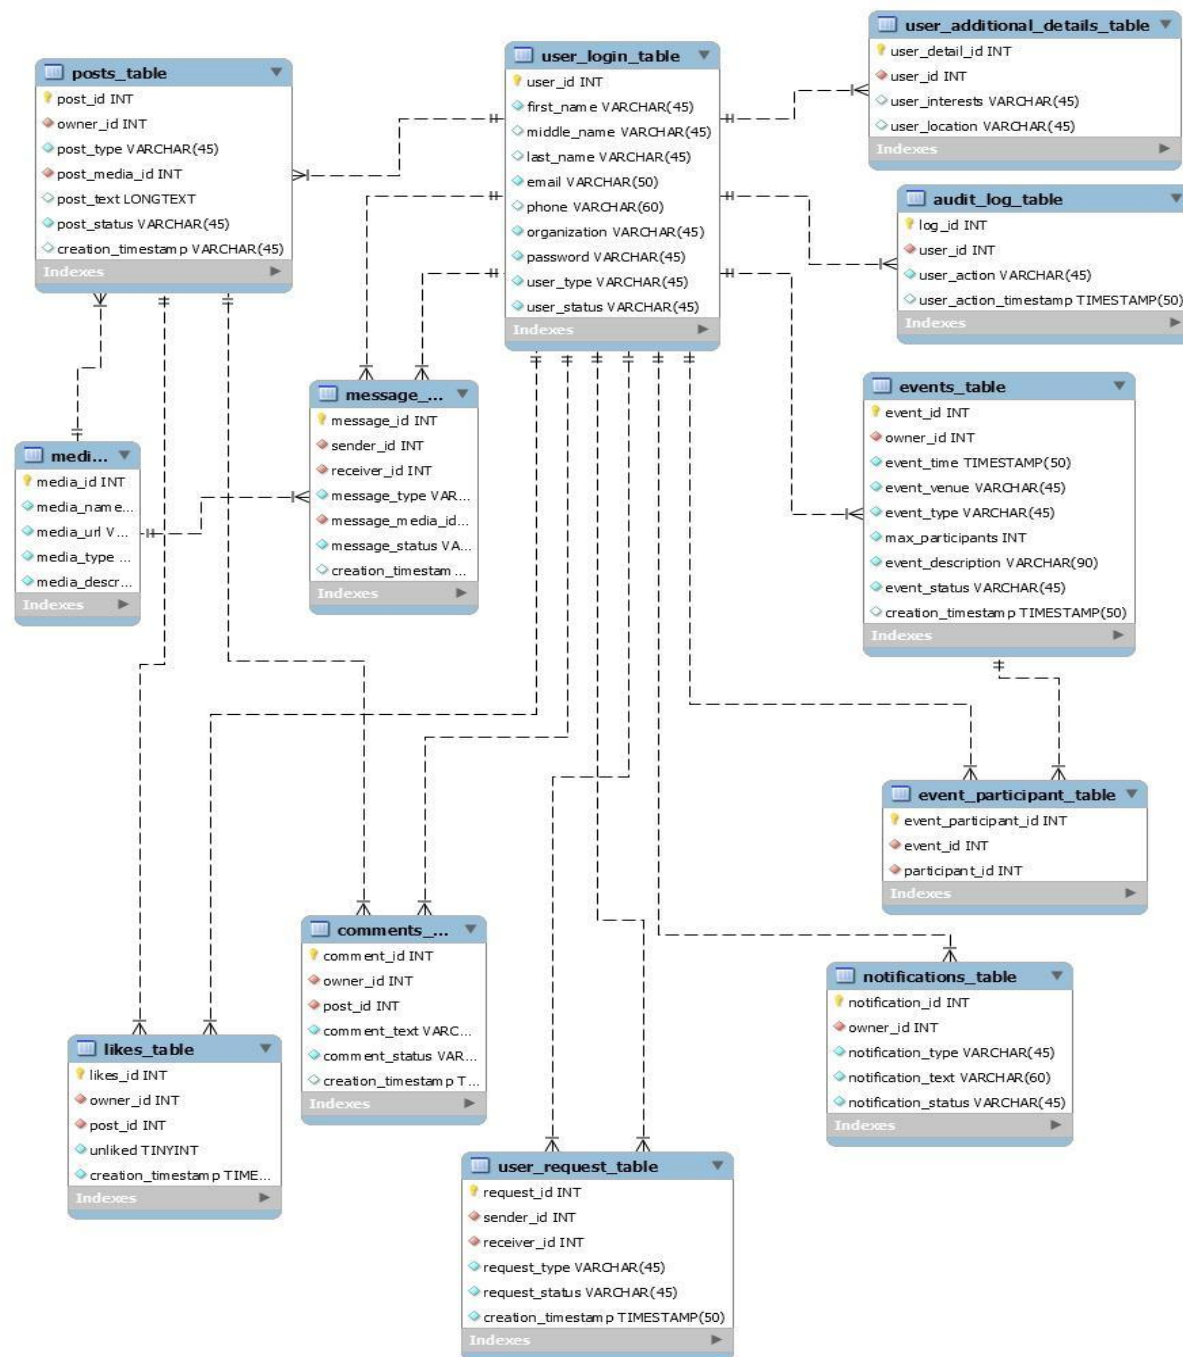 posts_table
post_id INT
owner_id INT
post_type VARCHAR(45)
post_media_id INT
post_text LONGTEXT
post_status VARCHAR(45)
creation_timestamp VARCHAR(45)
Indexes
user_login_table
user_id INT
first_name VARCHAR(45)
middle_name VARCHAR(45)
last_name VARCHAR(45)
email VARCHAR(50)
phone VARCHAR(60)
organization VARCHAR(45)
password VARCHAR(45)
user_type VARCHAR(45)
user_status VARCHAR(45)
Indexes
user_additional_details_table
user_detail_id INT
user_id INT
user_interests VARCHAR(45)
user_location VARCHAR(45)
Indexes
audit_log_table
log_id INT
user_id INT
user_action VARCHAR(45)
user_action_timestamp TIMESTAMP(50)
Indexes
medi...
media_id INT
media_name...
media_url V...
media_type ...
media_descr...
Indexes
message_...
message_id INT
sender_id INT
receiver_id INT
message_type VAR...
message_media_id...
message_status VA...
creation_timestam ...
Indexes
events_table
event_id INT
owner_id INT
event_time TIMESTAMP(50)
event_venue VARCHAR(45)
event_type VARCHAR(45)
max_participants INT
event_description VARCHAR(90)
event_status VARCHAR(45)
creation_timestamp TIMESTAMP(50)
Indexes
event_participant_table
event_participant_id INT
event_id INT
participant_id INT
Indexes
comments_...
comment_id INT
owner_id INT
post_id INT
comment_text VARC...
comment_status VAR...
creation_timestamp T...
Indexes
notifications_table
notification_id INT
owner_id INT
notification_type VARCHAR(45)
notification_text VARCHAR(60)
notification_status VARCHAR(45)
Indexes
likes_table
likes_id INT
owner_id INT
post_id INT
unliked TINYINT
creation_timestamp TIME...
Indexes
user_request_table
request_id INT
sender_id INT
receiver_id INT
request_type VARCHAR(45)
request_status VARCHAR(45)
creation_timestamp TIMESTAMP(50)
Indexes